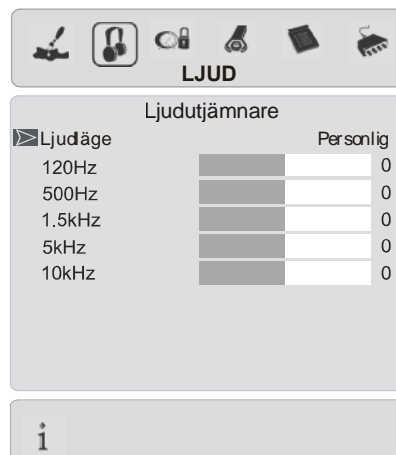 LJUD
Ljudutjämnare
Ljudläge Personlig
120Hz 0
500Hz 0
1.5kHz 0
5kHz 0
10kHz 0
i